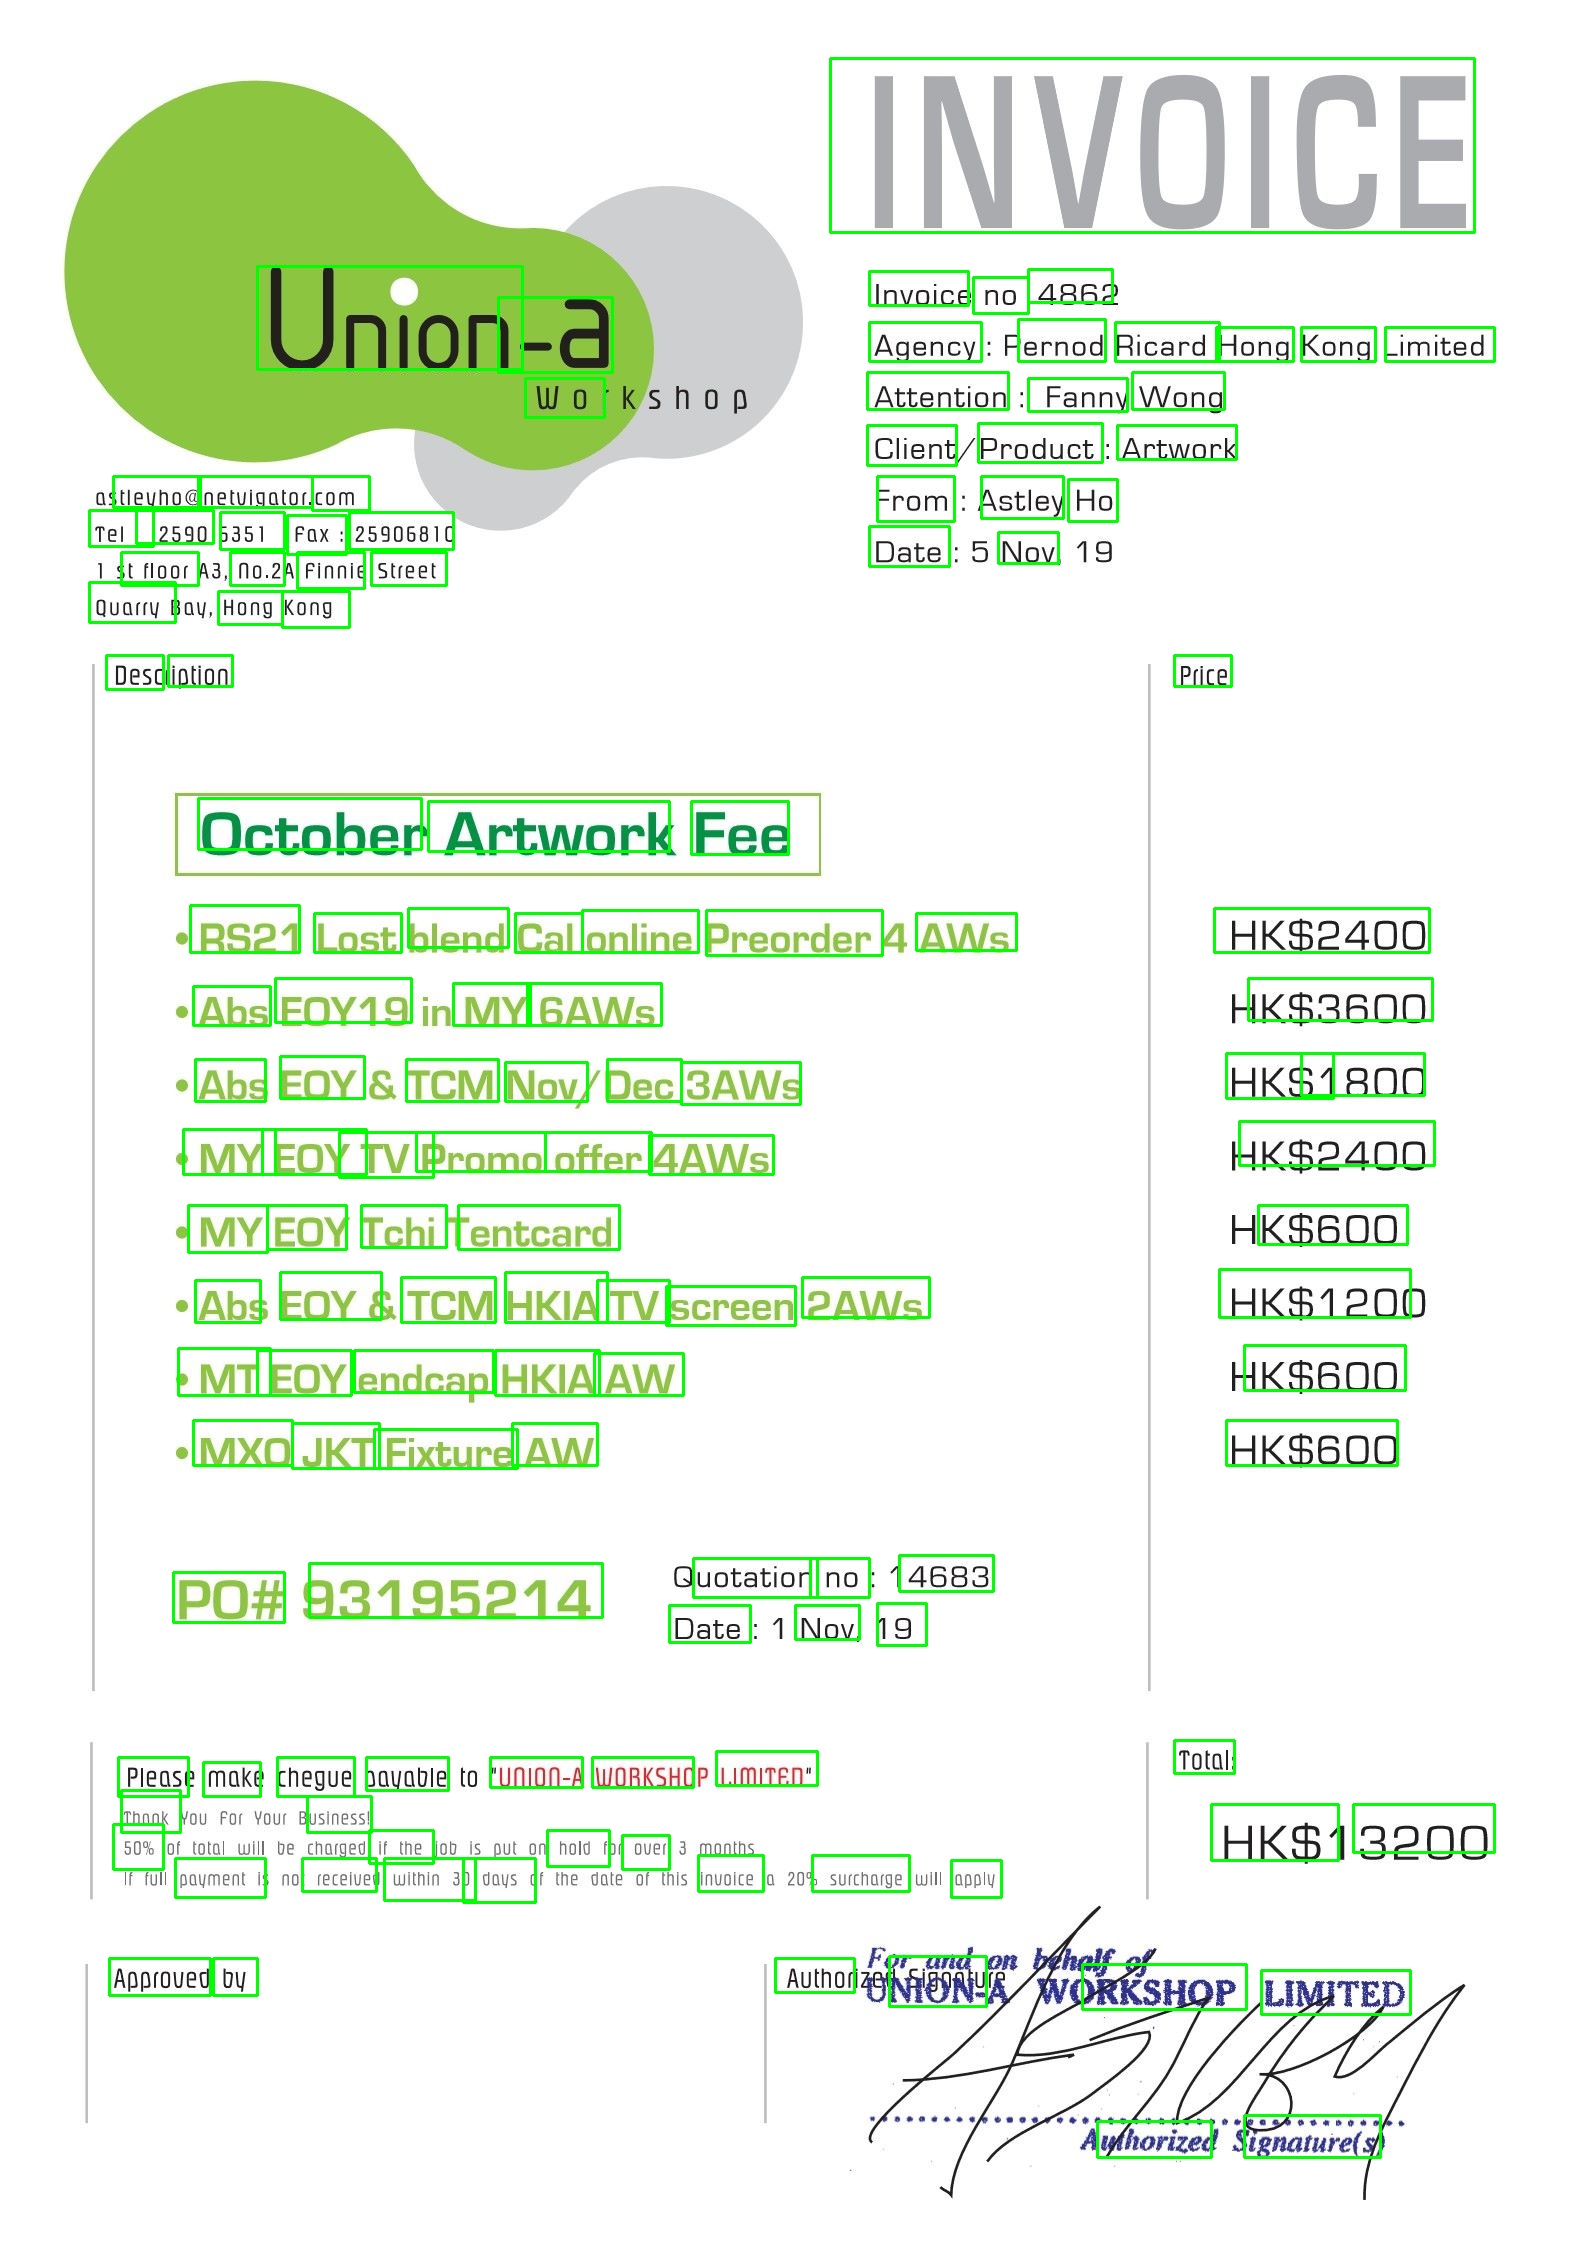 INVOICE
Union-a
Workshop
Invoice no 4862
Agency : Pernod Ricard Hong Kong Limited
Attention : Fanny Wong
Client/Product : Artwork
From : Astley Ho
Date : 5 Nov, 19
astleyho@netvigator.com
Tel 2590 5351 Fax : 25906810
1 st floor A3, No.2A Finnie Street
Quarry Bay, Hong Kong
Description Price
October Artwork Fee
• RS21 Lost blend Cal online Preorder 4 AWs HK$2400
• Abs EOY19 in MY 6AWs HK$3600
• Abs EOY & TCM Nov/Dec 3AWs HK$1800
• MY EOY TV Promo offer 4AWs HK$2400
• MY EOY Tchi Tentcard HK$600
• Abs EOY & TCM HKIA TV screen 2AWs HK$1200
• MT EOY endcap HKIA AW HK$600
• MXO JKT Fixture AW HK$600
PO# 93195214
Quotation no : 14683
Date : 1 Nov, 19
Please make chegue payable to "UNION-A WORKSHOP LIMITED"
Thank You For Your Business!
50% of total will be charged if the job is put on hold for over 3 months
If full payment is not received within 30 days of the date of this invoice a 20% surcharge will apply
Total:
HK$13200
Approved by
Authorized Signature
For and on behalf of
UNION-A WORKSHOP LIMITED
Authorized Signature(s)